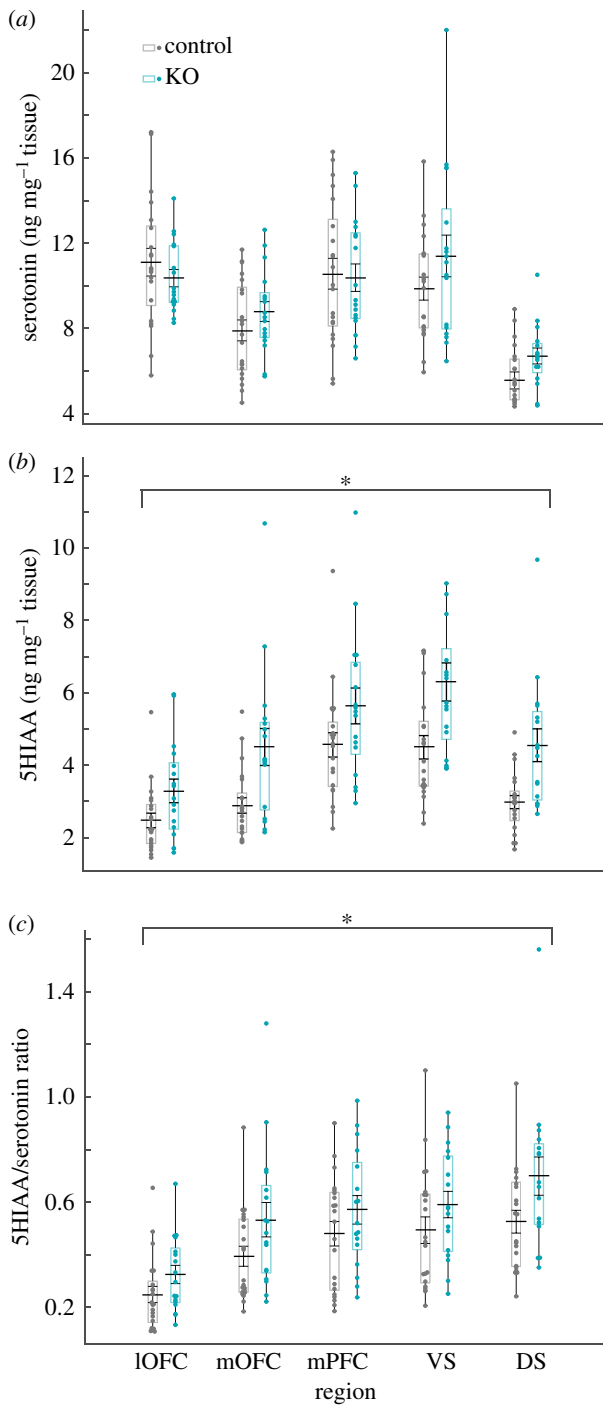 (a)
control
KO
serotonin (ng mg⁻¹ tissue)
22
20
16
12
8
4
(b)
*
5HIAA (ng mg⁻¹ tissue)
12
10
8
6
4
2
(c)
*
5HIAA/serotonin ratio
1.4
1.0
0.6
0.2
lOFC mOFC mPFC VS DS
region